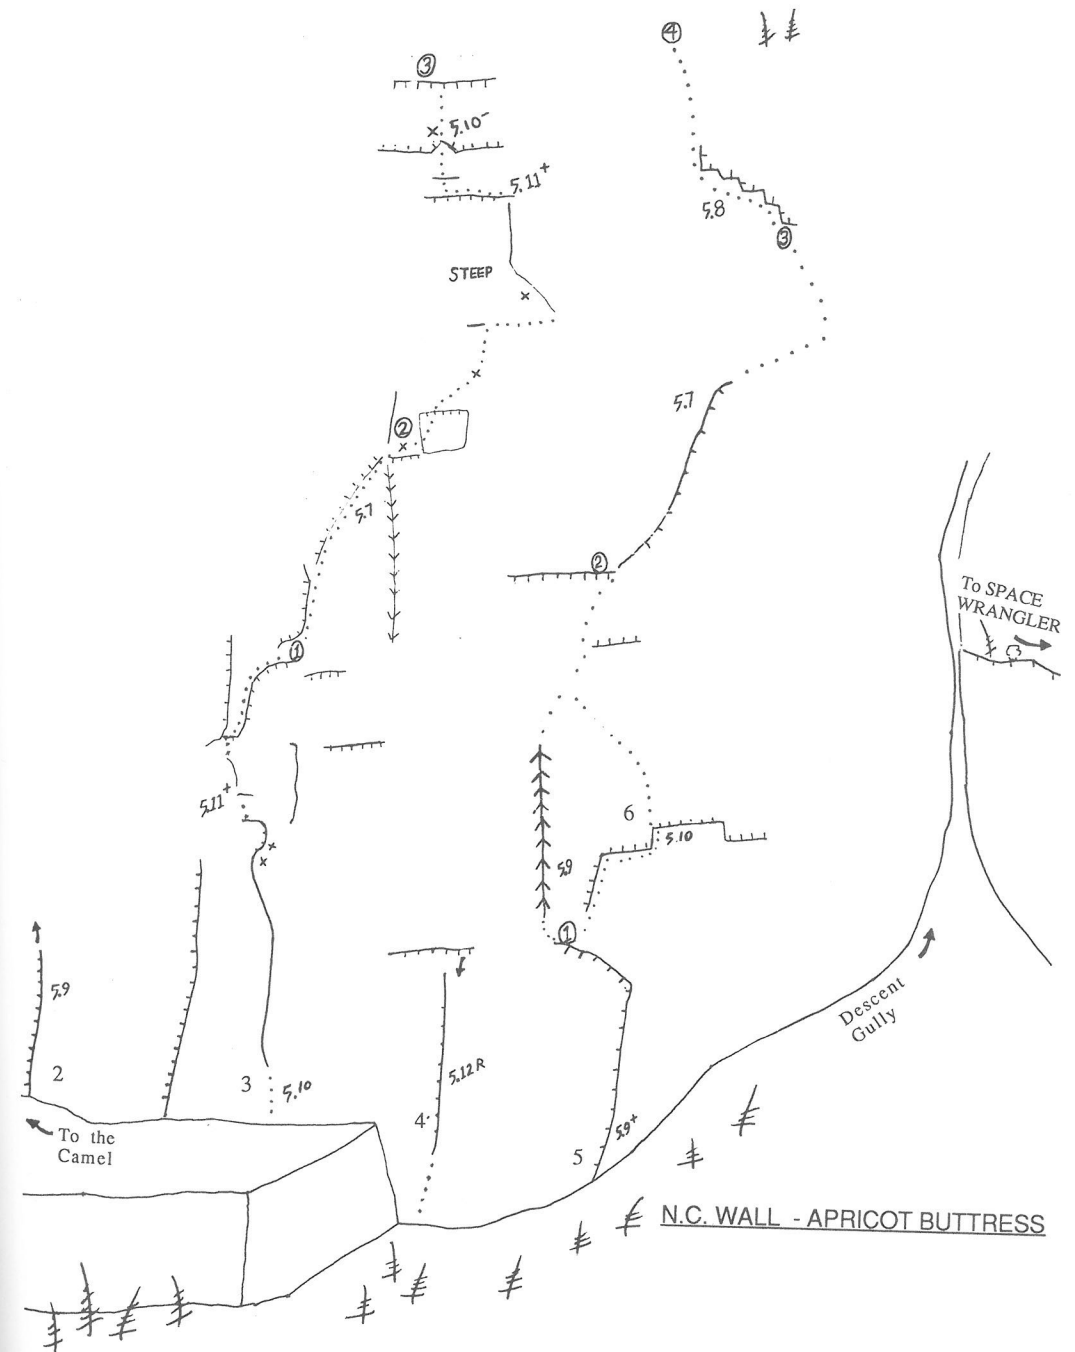 ④
③
5.10-
5.11+
5.8
③
STEEP
5.7
②
5.7
②
To SPACE
WRANGLER
①
5.11+
6
5.10
5.9
①
5.9
2
3
5.10
5.12R
4
5.9+
5
Descent
Gully
To the
Camel
N.C. WALL - APRICOT BUTTRESS